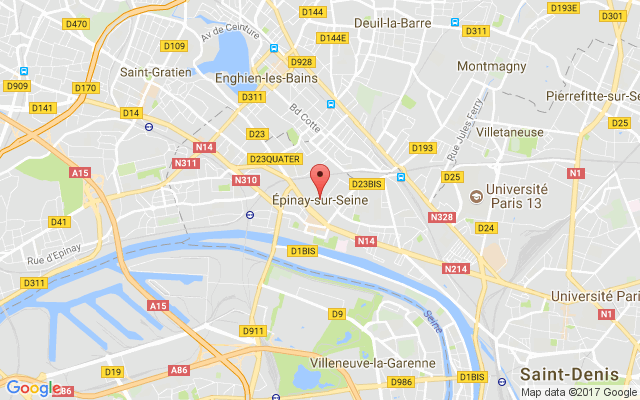 D470
D144
Deuil-la-Barre
D193E
D311
D144E
Av de Ceinture
D109
D928
Montmagny
Saint-Gratien
Enghien-les-Bains
D909
D170
D311
Pierrefitte-sur-Se
D141
D14
Bd Cotte
Rue Jules Ferry
D25
D23
Villetaneuse
N14
D193
N311
D23QUATER
A15
N310
D23BIS
D25
N1
Épinay-sur-Seine
Université
Paris 13
D41
N328
D24
Rue d'Epinay
D1BIS
N14
N214
D311
A15
Université Pari
D9
Seine
N1
D911
D19
A86
Villeneuve-la-Garenne
Saint-Denis
D986
D1BIS
A86
Google
Map data ©2017 Google